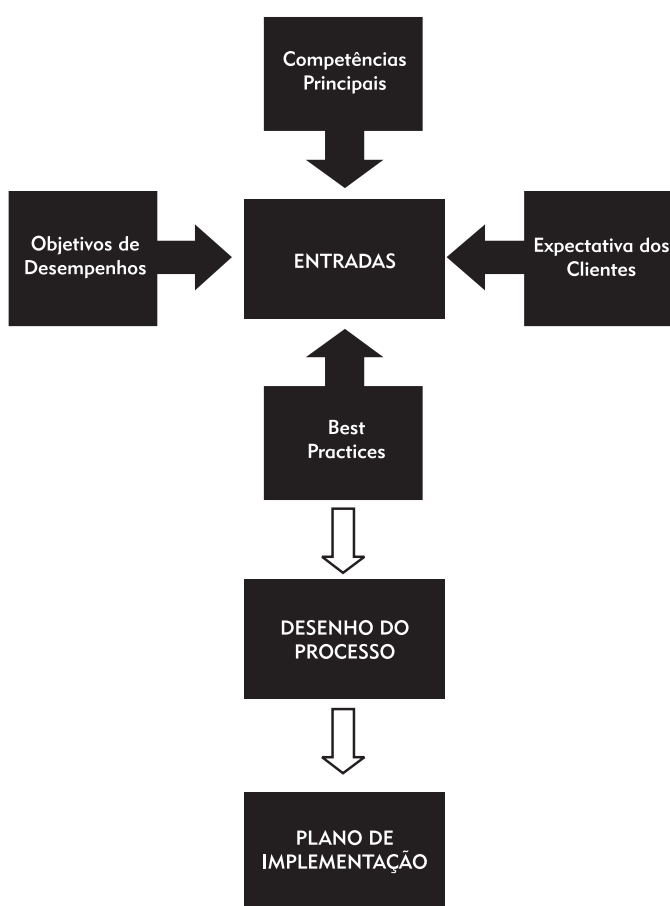 Competências
Principais
Objetivos de
Desempenhos
ENTRADAS
Expectativa dos
Clientes
Best
Practices
DESENHO DO
PROCESSO
PLANO DE
IMPLEMENTAÇÃO